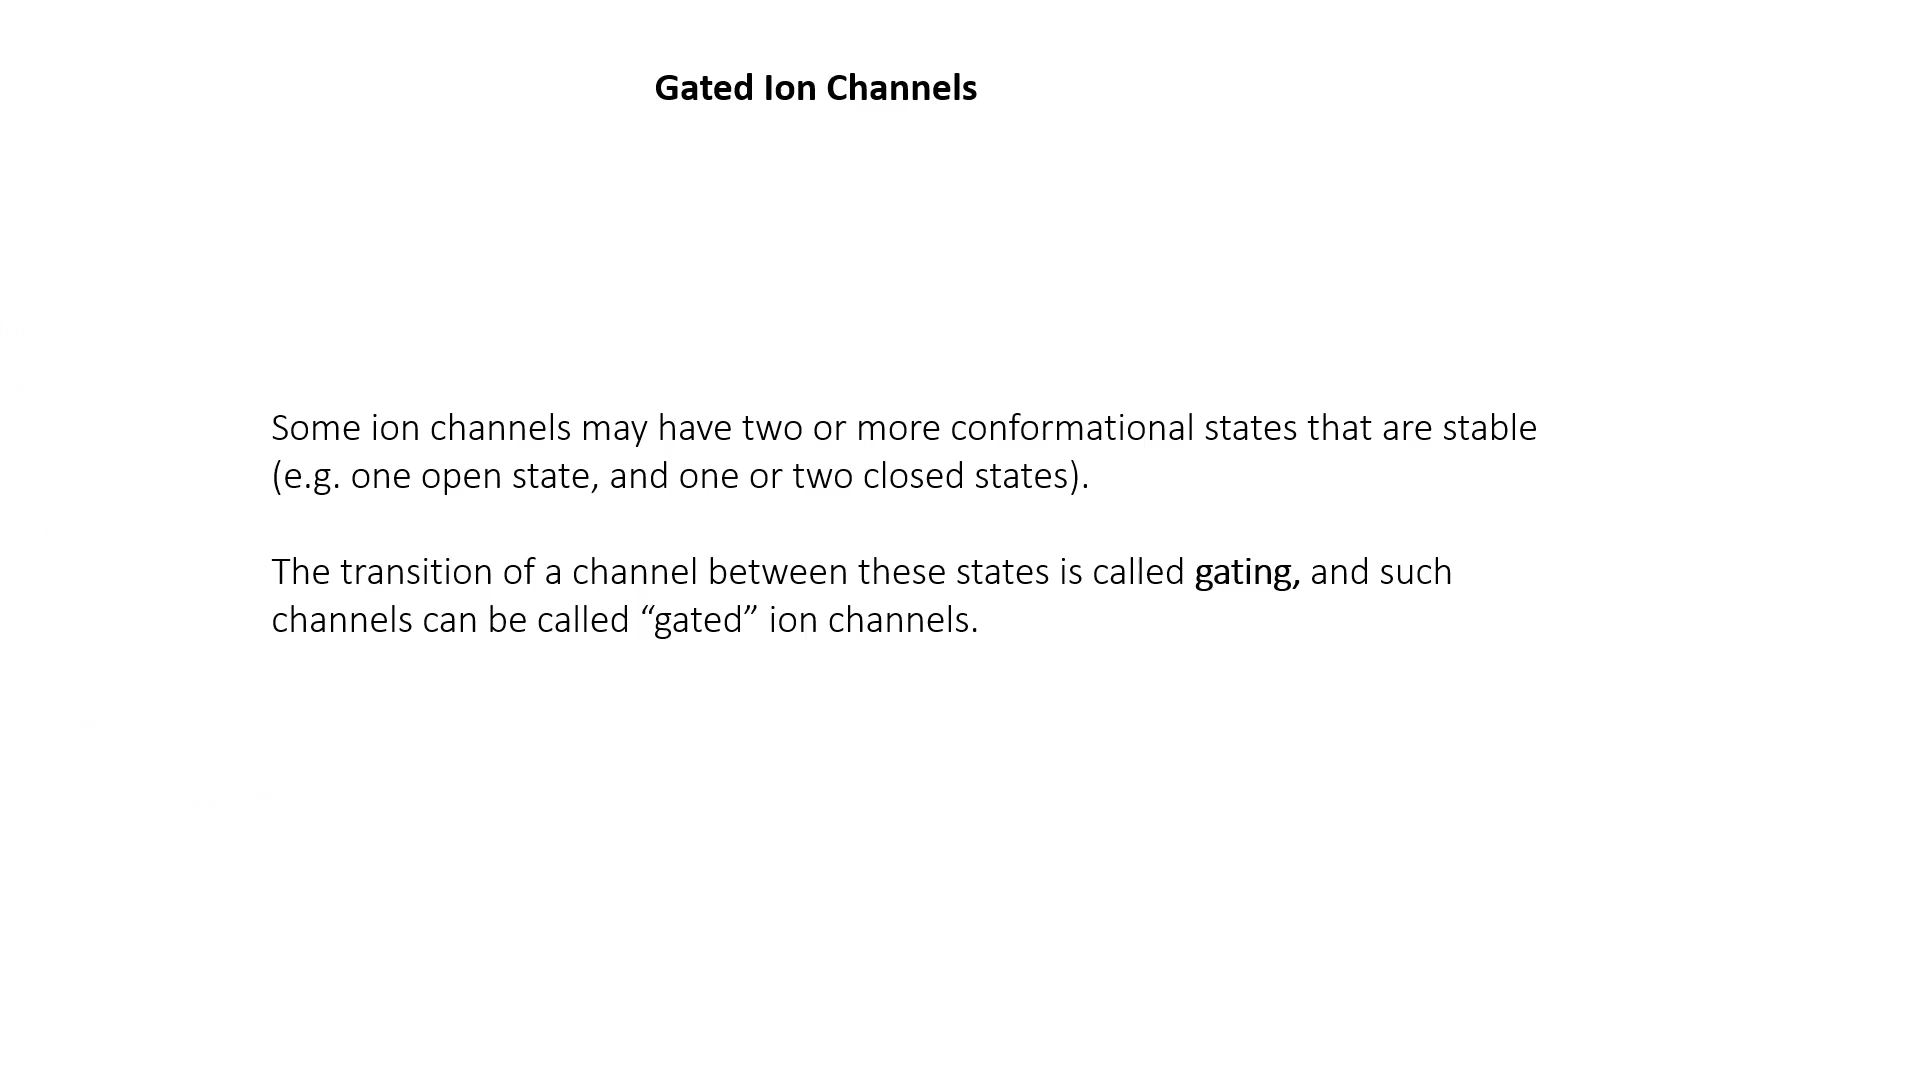 Gated Ion Channels
Some ion channels may have two or more conformational states that are stable
(e.g. one open state, and one or two closed states).
The transition of a channel between these states is called gating, and such
channels can be called “gated” ion channels.